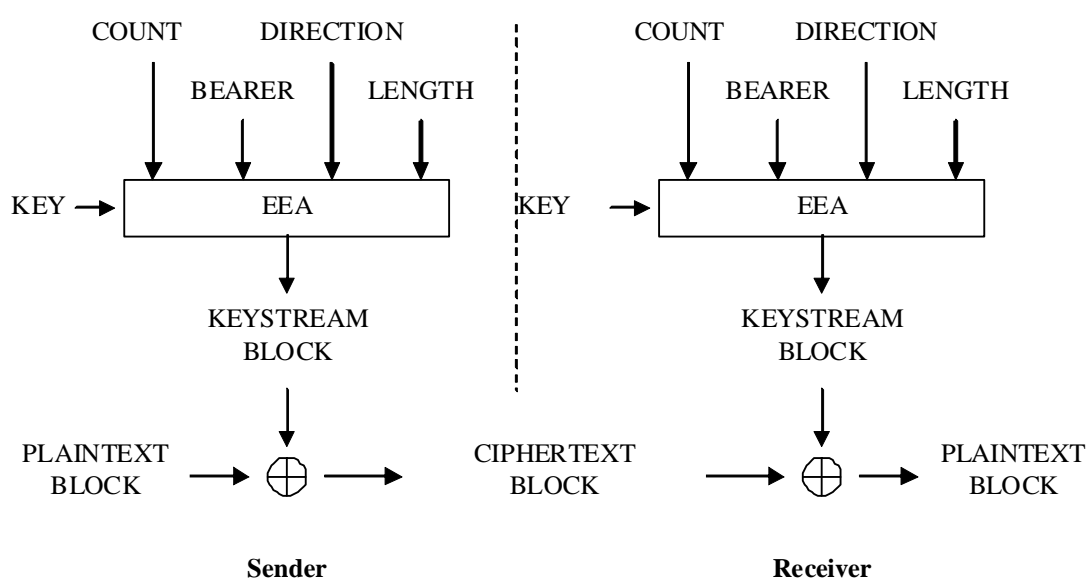 COUNT DIRECTION COUNT DIRECTION
BEARER LENGTH BEARER LENGTH
KEY EEA KEY EEA
KEYSTREAM KEYSTREAM
BLOCK BLOCK
PLAINTEXT CIPHERTEXT PLAINTEXT
BLOCK BLOCK BLOCK
Sender Receiver